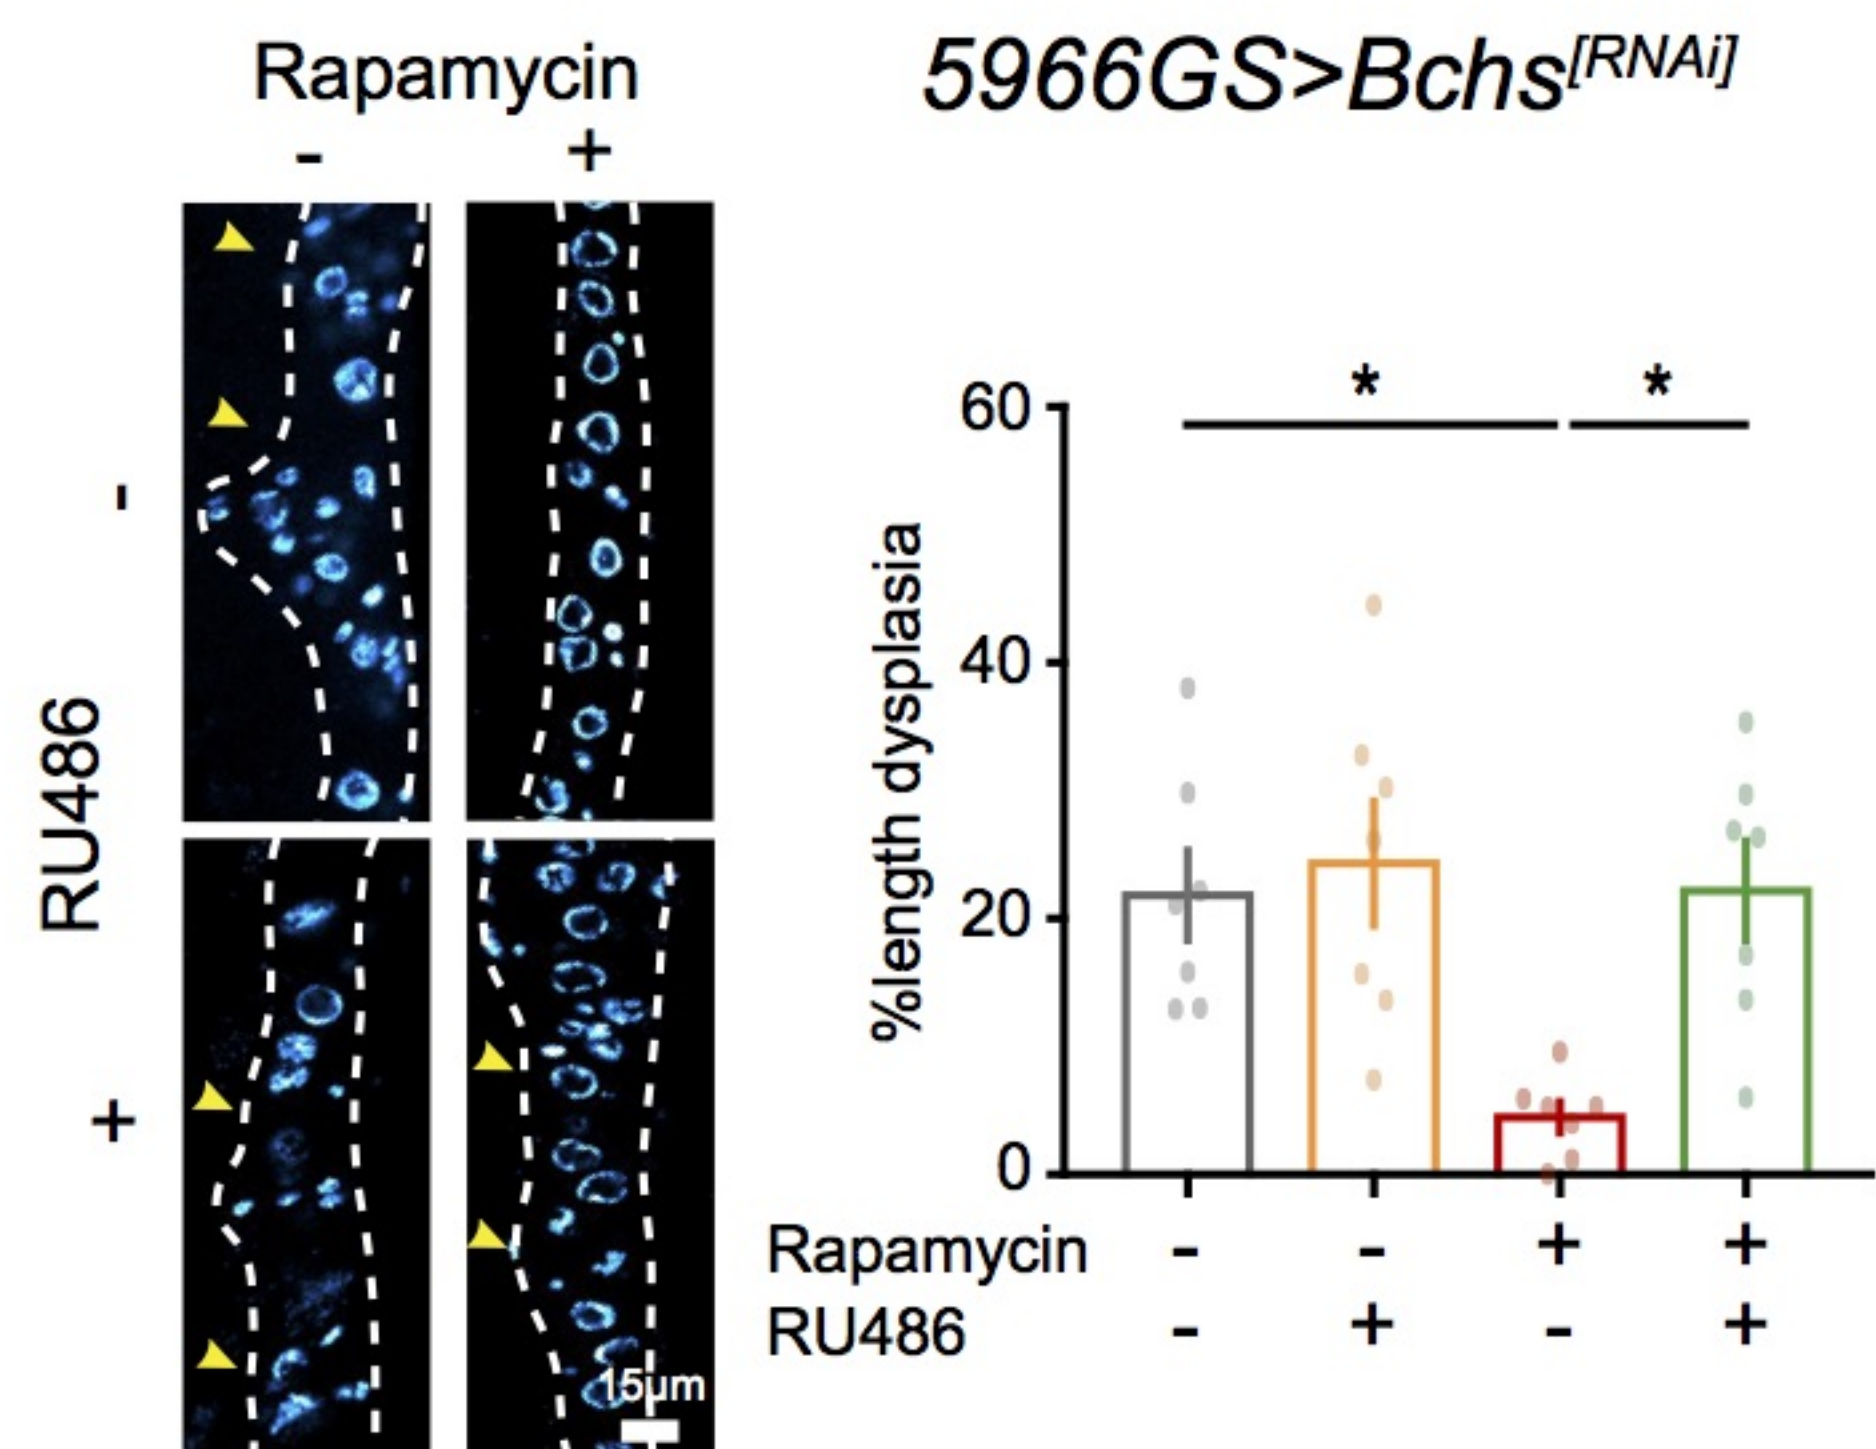 Rapamycin
- +
RU486
-
+
15µm
5966GS>Bchs[RNAi]
* *
%length dysplasia
60
40
20
0
Rapamycin - - + +
RU486 - + - +